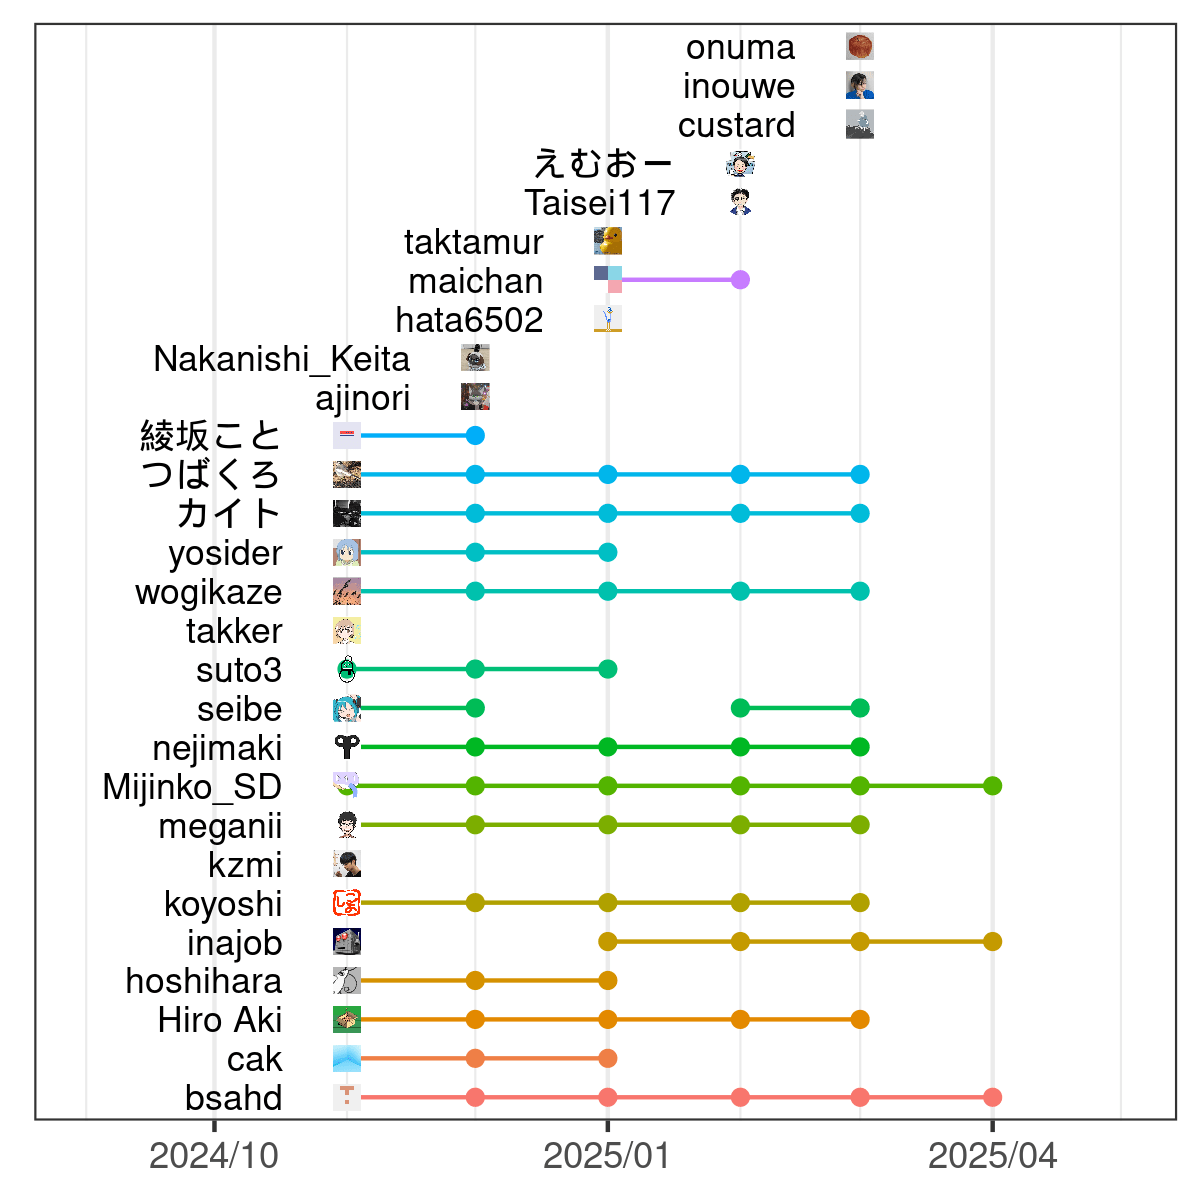 onuma
inouwe
custard
えむおー
Taisei117
taktamur
maichan
hata6502
Nakanishi_Keita
ajinori
綾坂こと
つばくろ
カイト
yosider
wogikaze
takker
suto3
seibe
nejimaki
Mijinko_SD
meganii
kzmi
koyoshi
inajob
hoshihara
Hiro Aki
cak
bsahd
2024/10 2025/01 2025/04